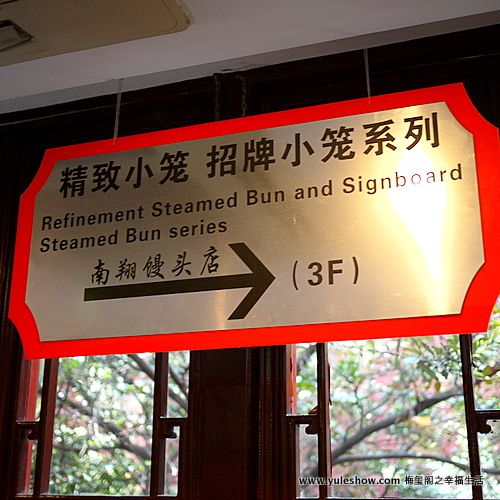 精致小笼 招牌小笼系列
Refinement Steamed Bun and Signboard
Steamed Bun series
南翔馒头店
(3F)
www.yuleshow.com 梅玺阁之幸福生活